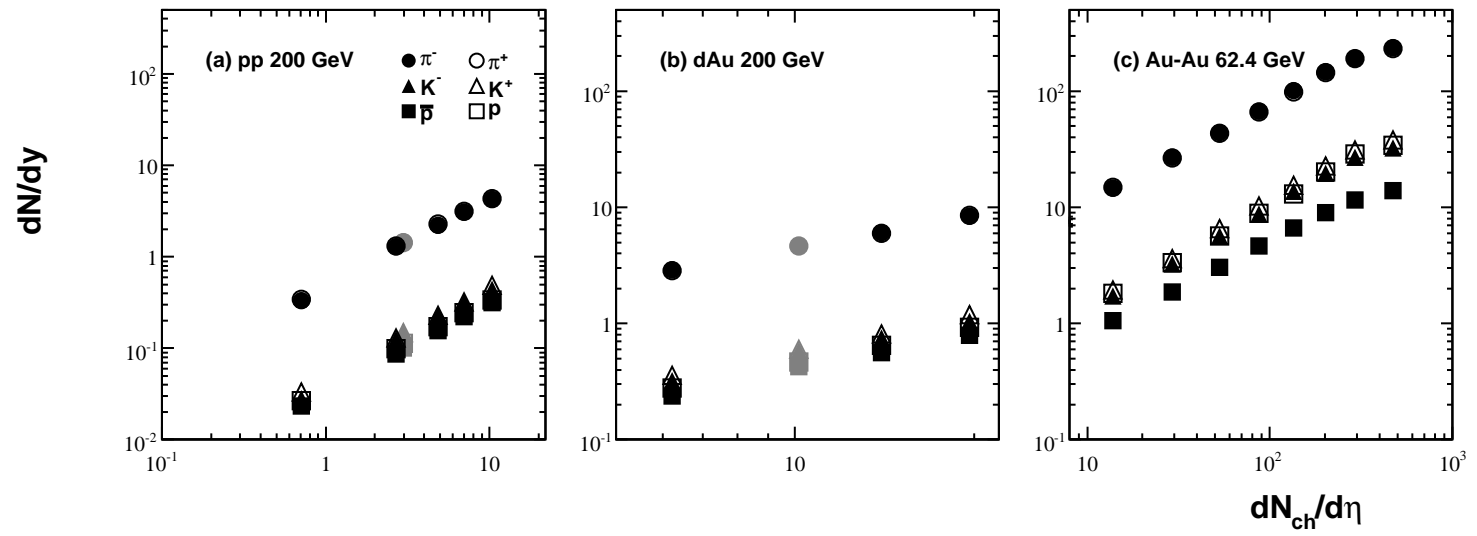 (a) pp 200 GeV
π⁻ π⁺
K⁻ K⁺
p̄ p
(b) dAu 200 GeV
(c) Au-Au 62.4 GeV
dN/dy
10²
10
1
10⁻¹
10⁻²
10⁻¹ 1 10
10²
10
1
10⁻¹
10
10²
10
1
10⁻¹
10 10² 10³
dN_ch/dη